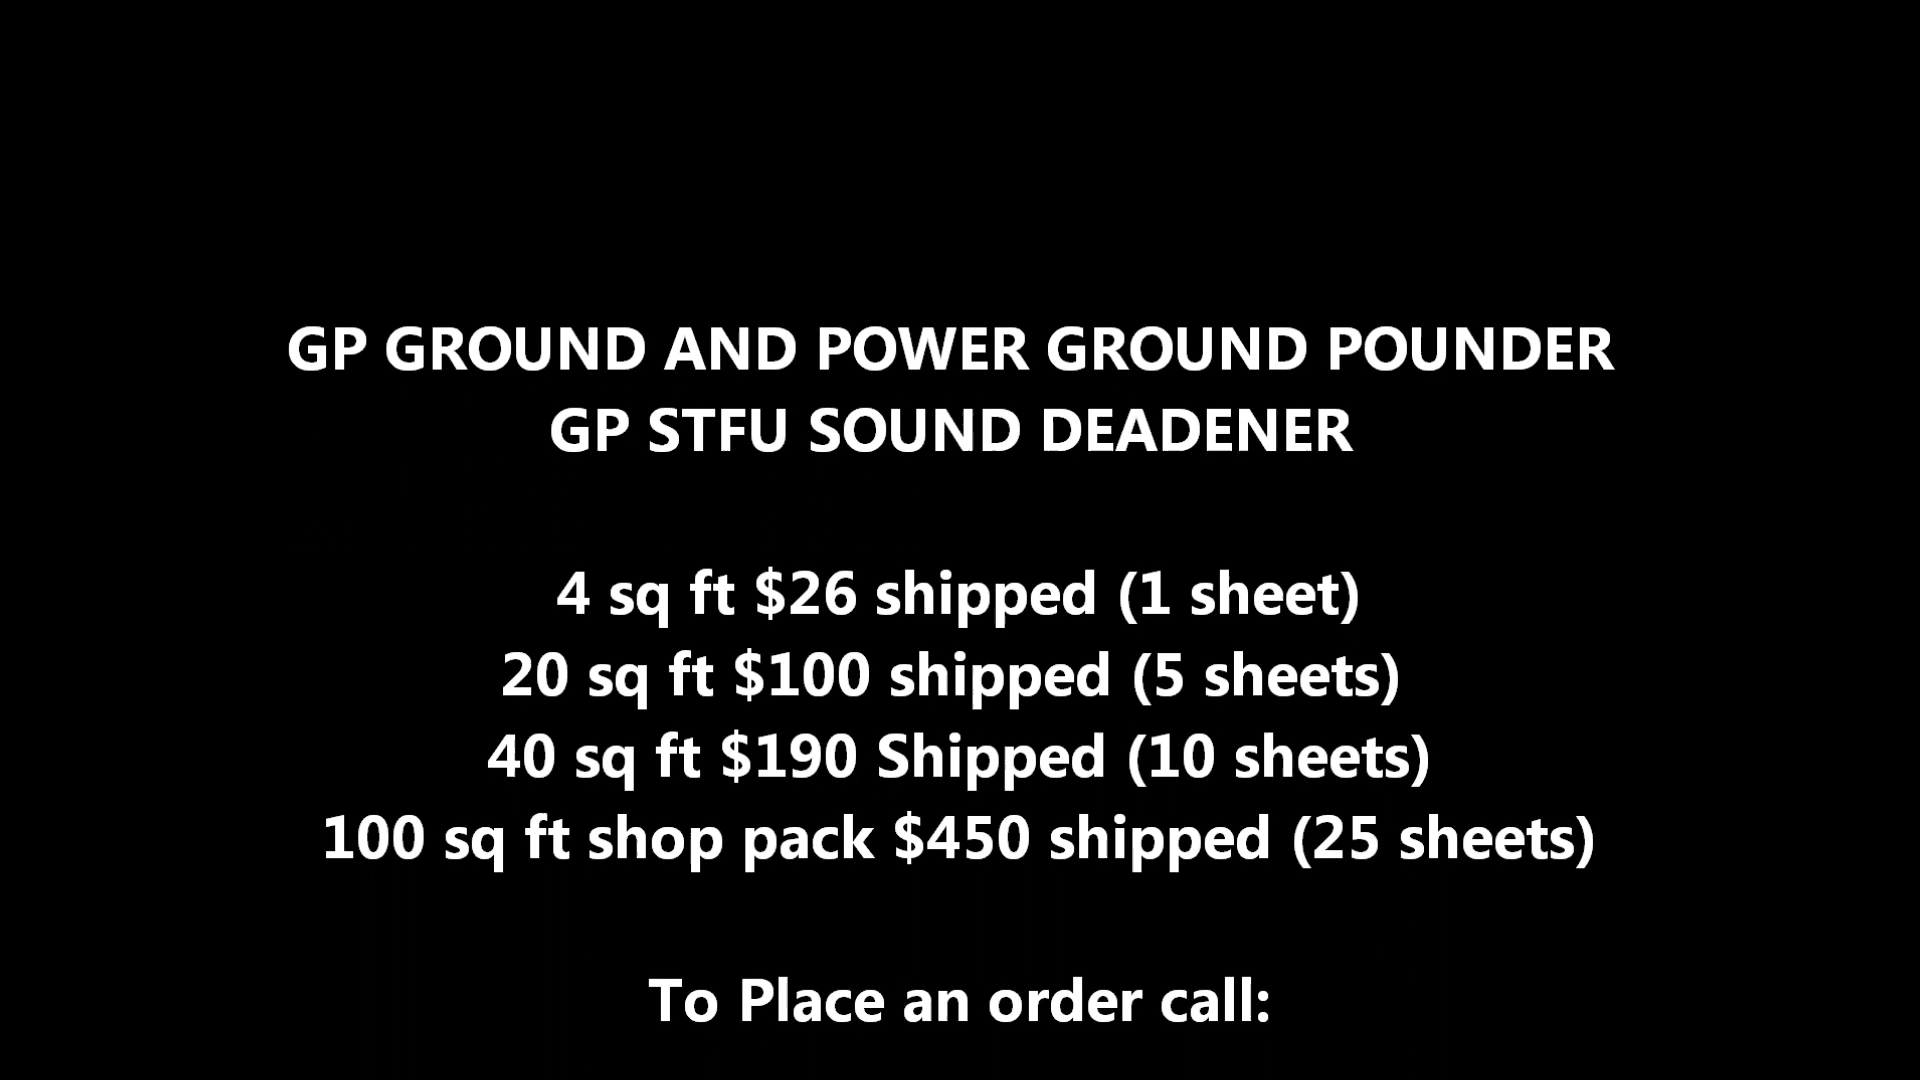 GP GROUND AND POWER GROUND POUNDER
GP STFU SOUND DEADENER
4 sq ft $26 shipped (1 sheet)
20 sq ft $100 shipped (5 sheets)
40 sq ft $190 Shipped (10 sheets)
100 sq ft shop pack $450 shipped (25 sheets)
To Place an order call: